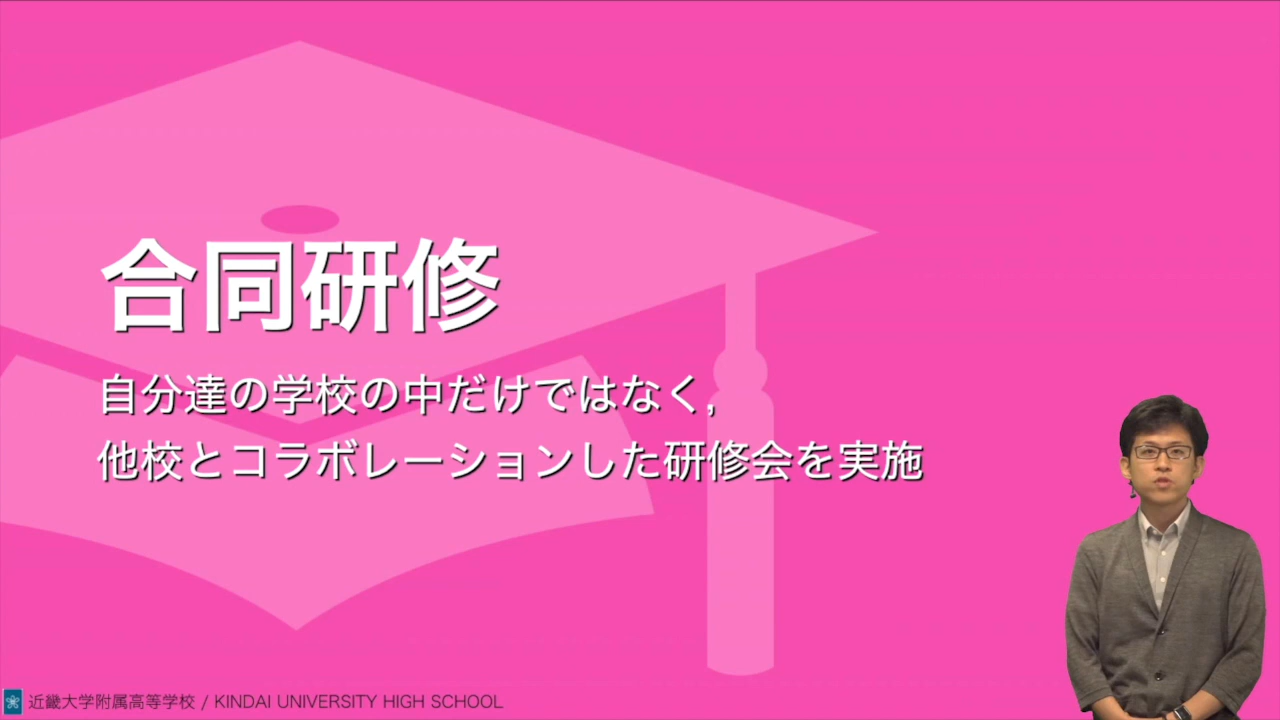 合同研修
自分達の学校の中だけではなく,
他校とコラボレーションした研修会を実施
近畿大学附属高等学校 / KINDAI UNIVERSITY HIGH SCHOOL